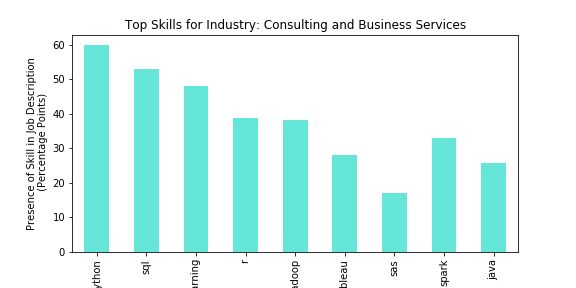 Top Skills for Industry: Consulting and Business Services
Presence of Skill in Job Description
(Percentage Points)
60
50
40
30
20
10
0
ython
sql
rning
r
adoop
bleau
sas
spark
java